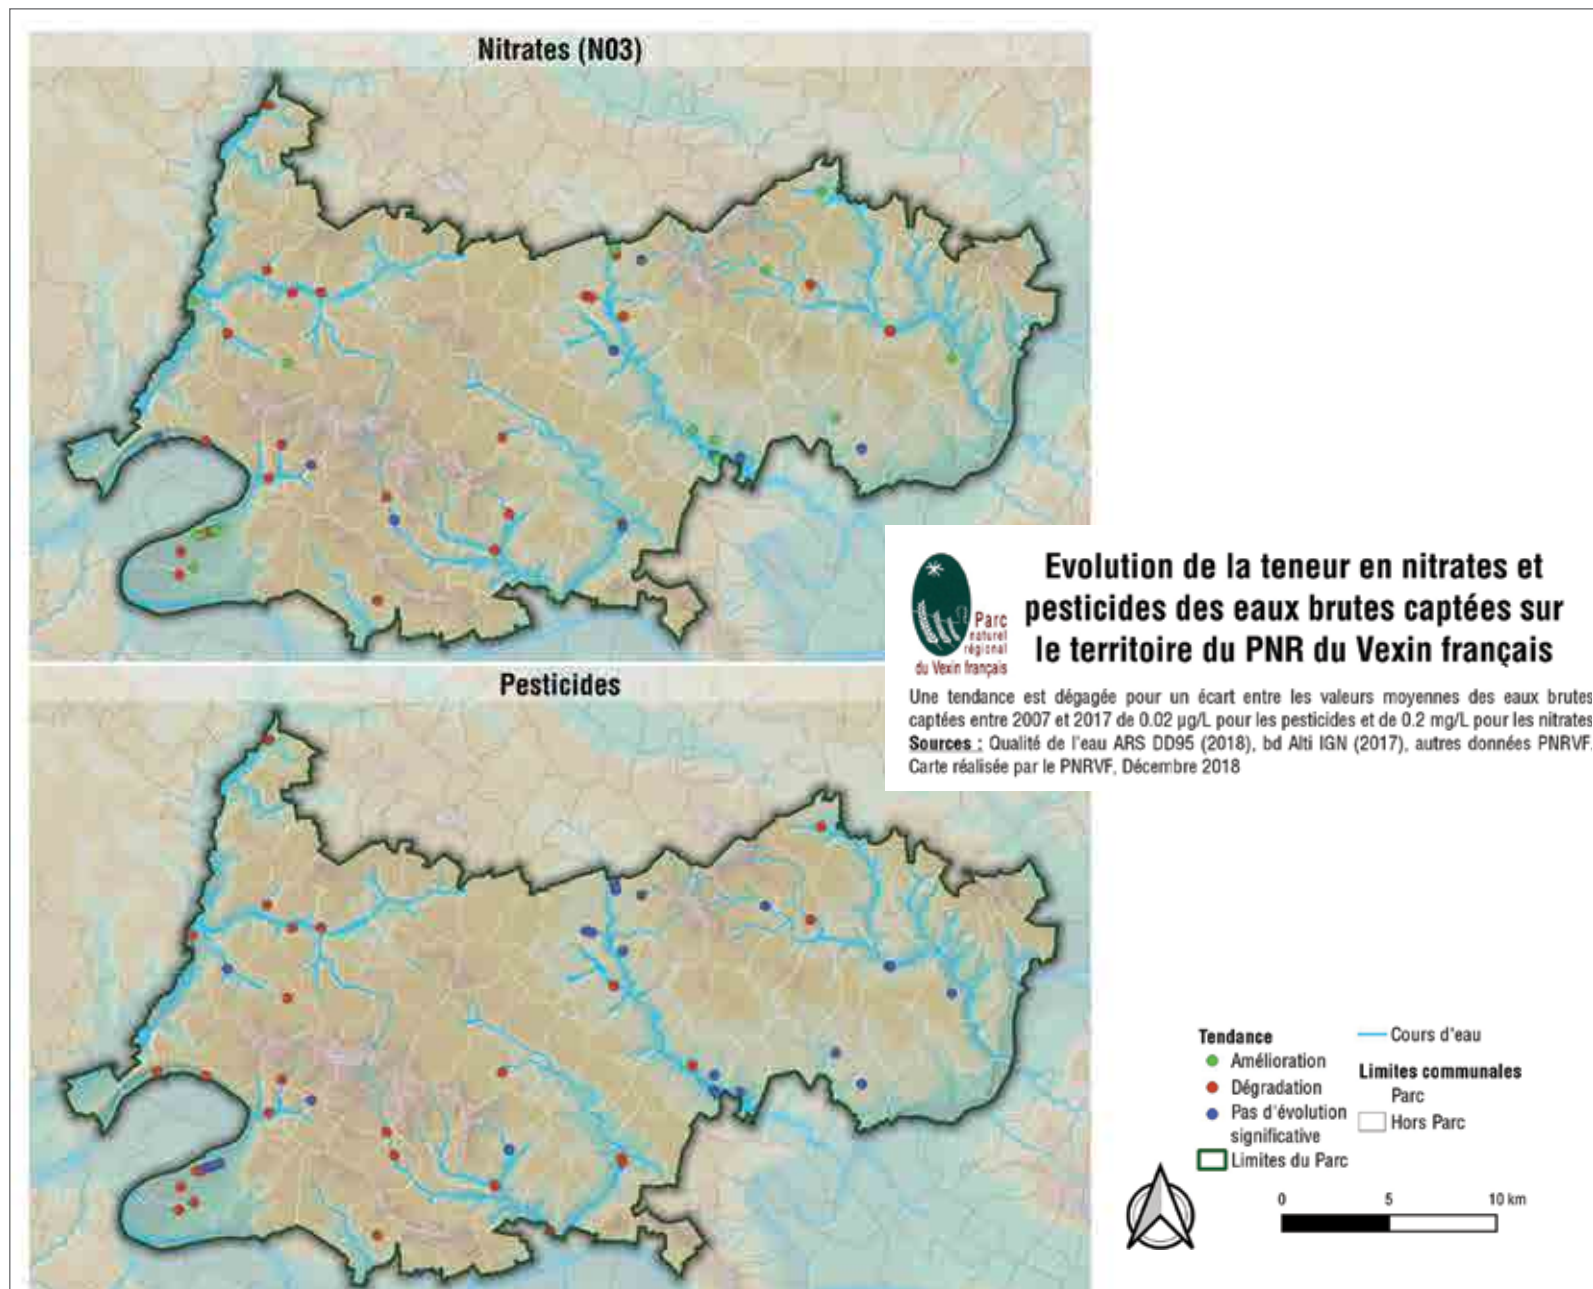 Nitrates (NO3)
Parc
naturel
régional
du Vexin français
Evolution de la teneur en nitrates et
pesticides des eaux brutes captées sur
le territoire du PNR du Vexin français
Une tendance est dégagée pour un écart entre les valeurs moyennes des eaux brutes
captées entre 2007 et 2017 de 0.02 µg/L pour les pesticides et de 0.2 mg/L pour les nitrates
Sources : Qualité de l'eau ARS DD95 (2018), bd Alti IGN (2017), autres données PNRVF.
Carte réalisée par le PNRVF, Décembre 2018
Pesticides
Tendance
Amélioration
Dégradation
Pas d'évolution
significative
Limites du Parc
Cours d'eau
Limites communales
Parc
Hors Parc
0 5 10 km